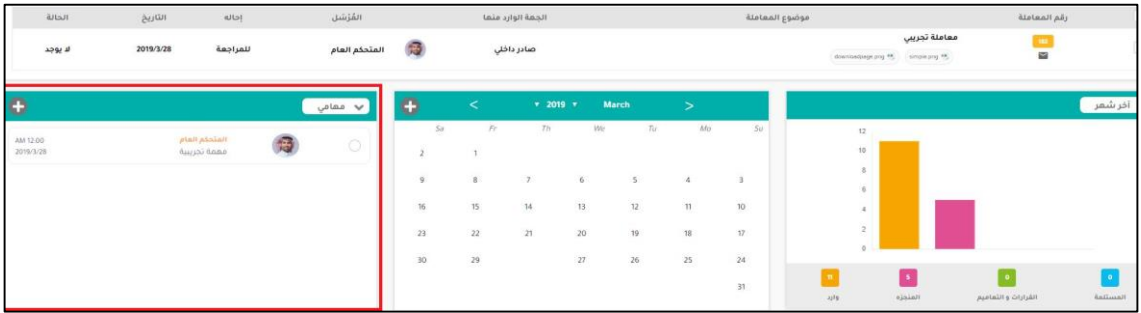 رقم المعاملة موضوع المعاملة الجهة الوارد منها المُرْسَل إحاله التاريخ الحالة
معاملة تجريبي
simple.png downloadpege.png
صادر داخلي المتحكم العام للمراجعة 2019/3/28 لا يوجد
آخر شهر
12
10
8
6
4
2
0
0 0 5 11
المستلمة القرارات و التعاميم المنجزه وارد
< 2019 March >
Su Mo Tu We Th Fr Sa
1 2
3 4 5 6 7 8 9
10 11 12 13 14 15 16
17 18 19 20 21 22 23
24 25 26 27 29 30
31
مهامي
المتحكم العام AM 12:00
مهمة تجريبية 2019/3/28